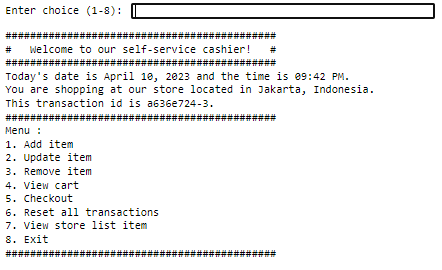 Enter choice (1-8):
############################################
#   Welcome to our self-service cashier!   #
############################################
Today's date is April 10, 2023 and the time is 09:42 PM.
You are shopping at our store located in Jakarta, Indonesia.
This transaction id is a636e724-3.
############################################
Menu :
1. Add item
2. Update item
3. Remove item
4. View cart
5. Checkout
6. Reset all transactions
7. View store list item
8. Exit
############################################